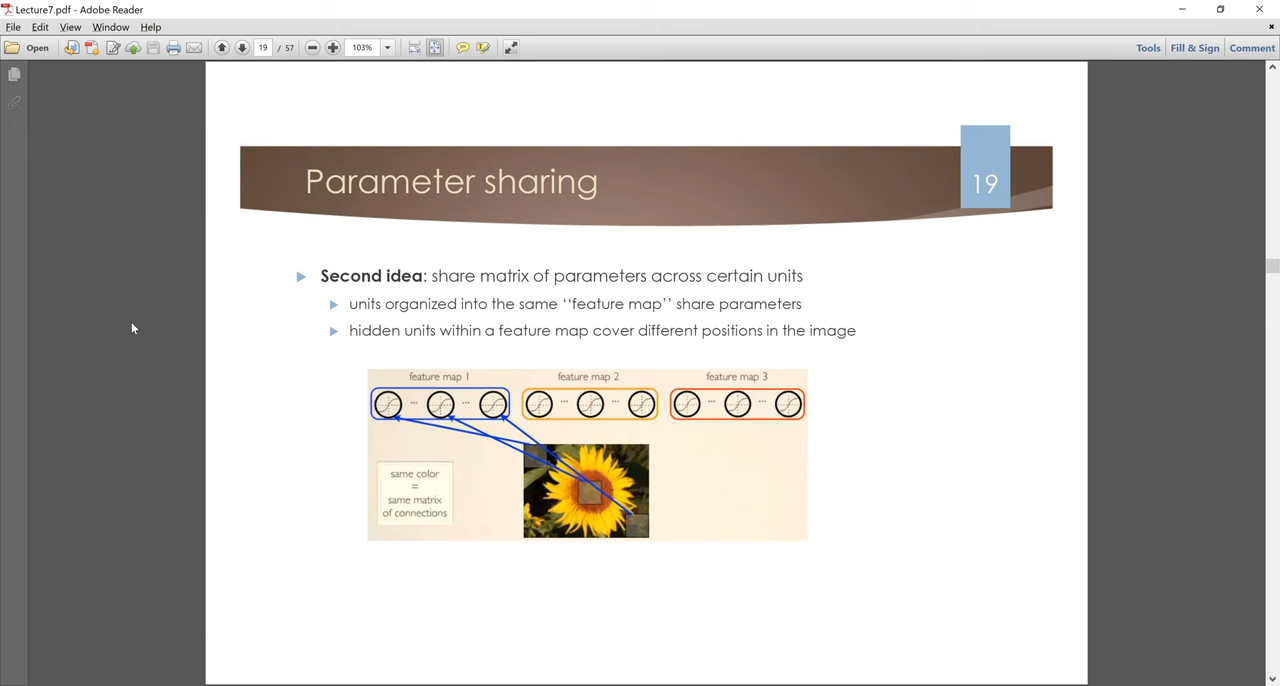 Lecture7.pdf - Adobe Reader
File Edit View Window Help
Open 19 / 57 103% Tools Fill & Sign Comment
Parameter sharing
19
Second idea: share matrix of parameters across certain units
units organized into the same ‘‘feature map’’ share parameters
hidden units within a feature map cover different positions in the image
feature map 1 feature map 2 feature map 3
... ... ... ... ... ...
same color
=
same matrix
of connections